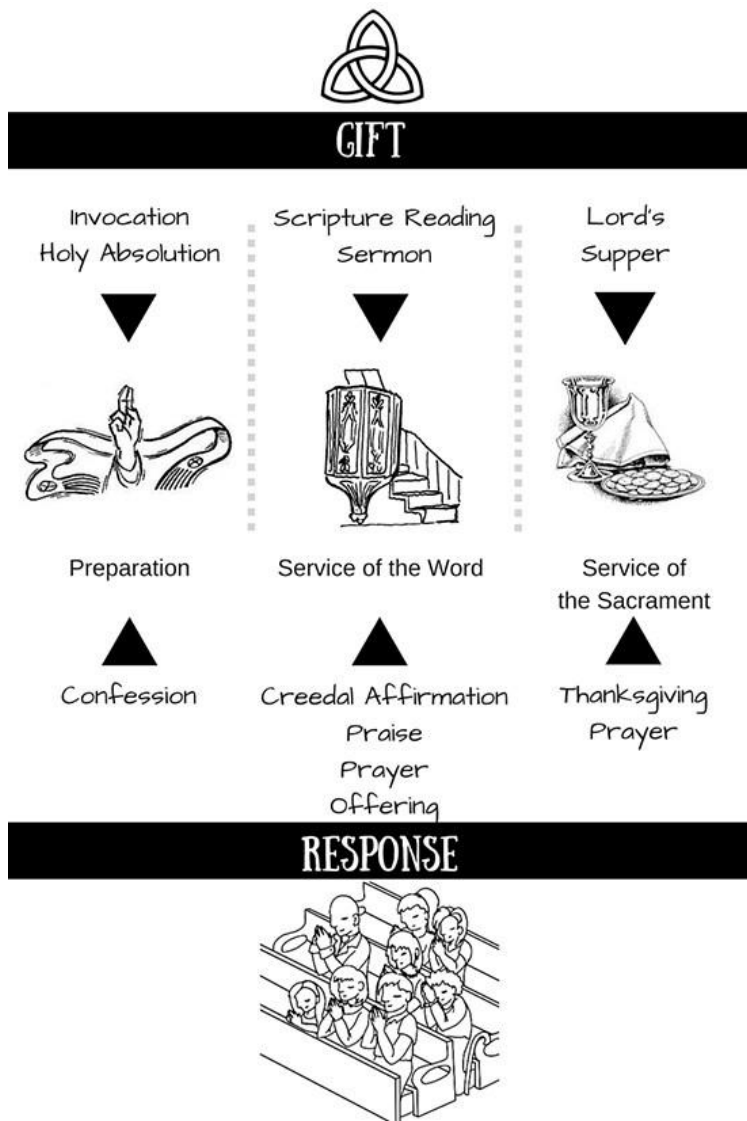 GIFT
Invocation
Holy Absolution
Scripture Reading
Sermon
Lord's
Supper
Preparation
Service of the Word
Service of
the Sacrament
Confession
Creedal Affirmation
Praise
Prayer
Offering
Thanksgiving
Prayer
RESPONSE